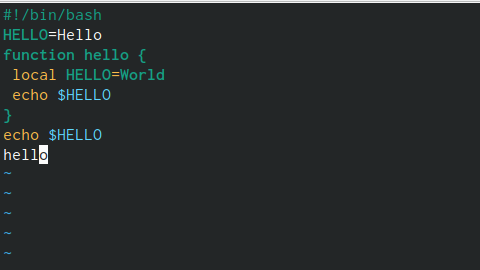 #!/bin/bash
HELLO=Hello
function hello {
 local HELLO=World
 echo $HELLO
}
echo $HELLO
hello
~
~
~
~
~